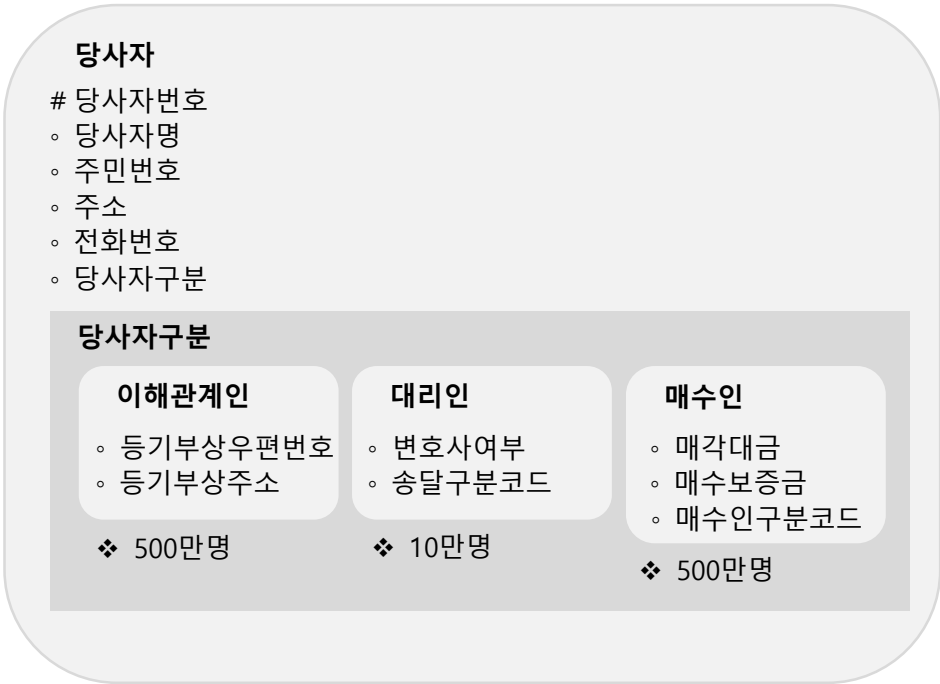 당사자
# 당사자번호
◦ 당사자명
◦ 주민번호
◦ 주소
◦ 전화번호
◦ 당사자구분
당사자구분
이해관계인
◦ 등기부상우편번호
◦ 등기부상주소
❖ 500만명
대리인
◦ 변호사여부
◦ 송달구분코드
❖ 10만명
매수인
◦ 매각대금
◦ 매수보증금
◦ 매수인구분코드
❖ 500만명